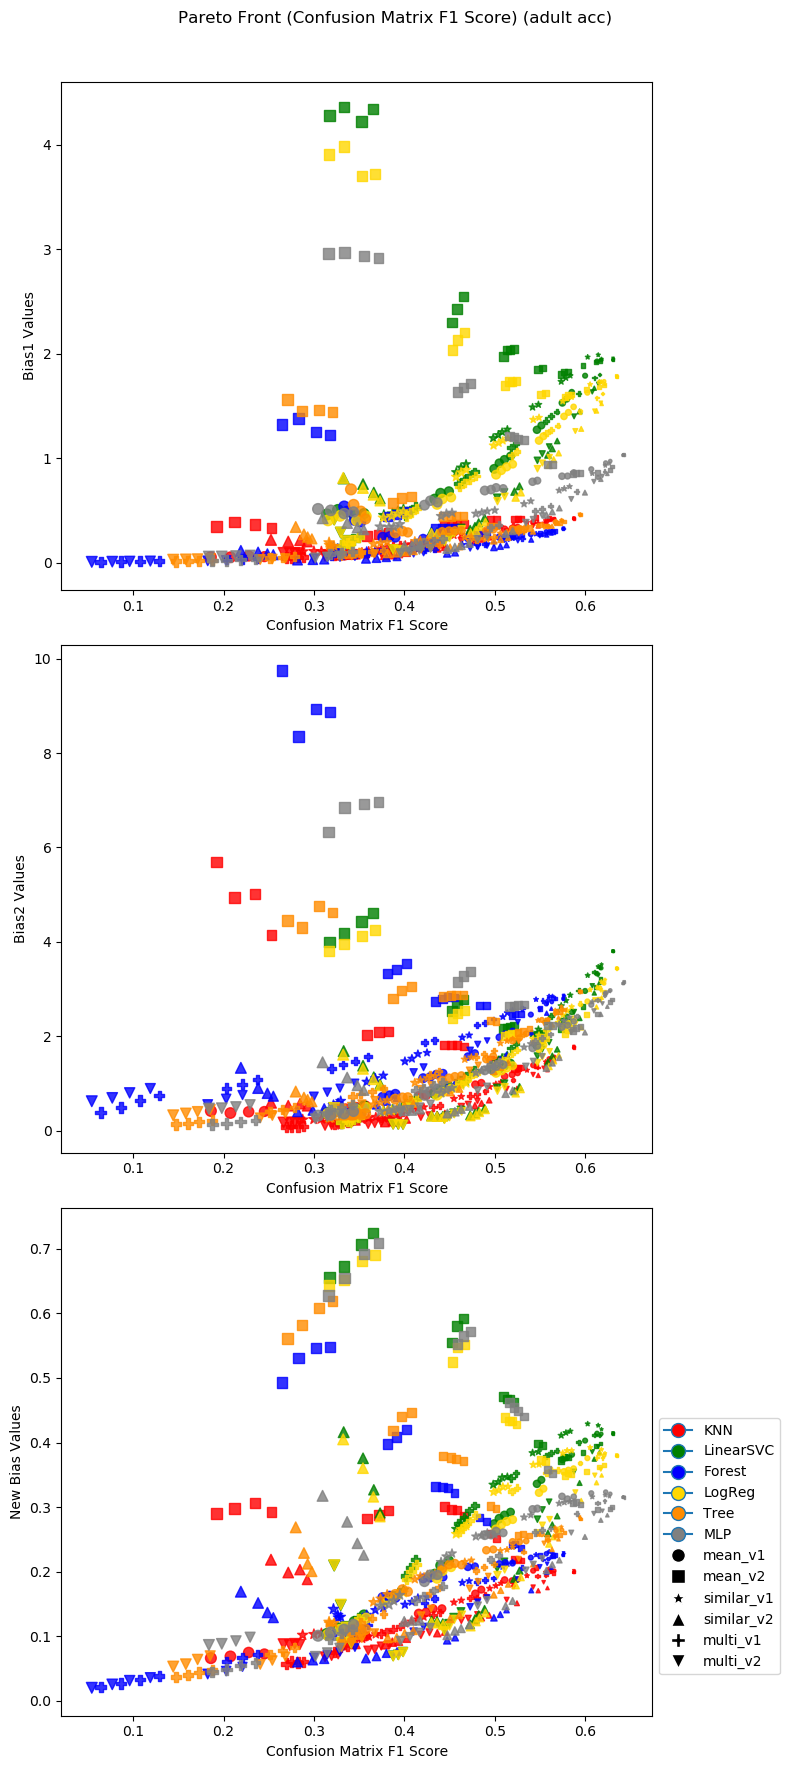 Pareto Front (Confusion Matrix F1 Score) (adult acc)
4
3
2
1
0
Bias1 Values
0.1 0.2 0.3 0.4 0.5 0.6
Confusion Matrix F1 Score
10
8
6
4
2
0
Bias2 Values
0.1 0.2 0.3 0.4 0.5 0.6
Confusion Matrix F1 Score
0.7
0.6
0.5
0.4
0.3
0.2
0.1
0.0
New Bias Values
0.1 0.2 0.3 0.4 0.5 0.6
Confusion Matrix F1 Score
KNN
LinearSVC
Forest
LogReg
Tree
MLP
mean_v1
mean_v2
similar_v1
similar_v2
multi_v1
multi_v2